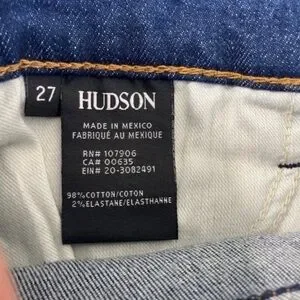 27
HUDSON
MADE IN MEXICO
FABRIQUÉ AU MEXIQUE
RN# 107906
CA# 00635
EIN# 20-3082491
98% COTTON/COTON
2% ELASTANE/ELASTHANNE